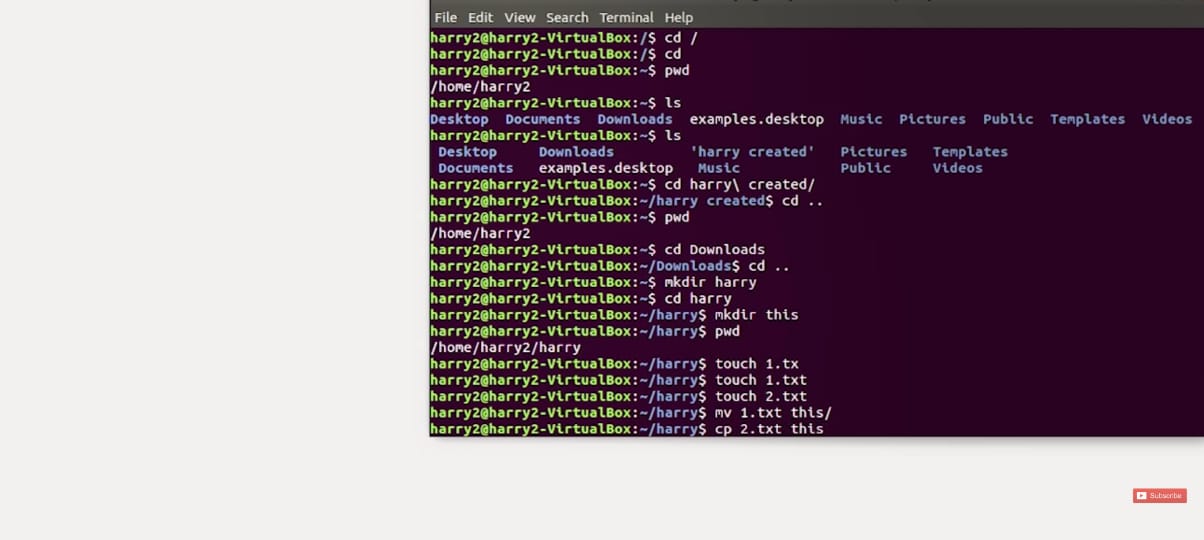 File Edit View Search Terminal Help
harry2@harry2-VirtualBox:/$ cd /
harry2@harry2-VirtualBox:/$ cd
harry2@harry2-VirtualBox:~$ pwd
/home/harry2
harry2@harry2-VirtualBox:~$ ls
Desktop Documents Downloads examples.desktop Music Pictures Public Templates Videos
harry2@harry2-VirtualBox:~$ ls
Desktop Downloads 'harry created' Pictures Templates
Documents examples.desktop Music Public Videos
harry2@harry2-VirtualBox:~$ cd harry\ created/
harry2@harry2-VirtualBox:~/harry created$ cd ..
harry2@harry2-VirtualBox:~$ pwd
/home/harry2
harry2@harry2-VirtualBox:~$ cd Downloads
harry2@harry2-VirtualBox:~/Downloads$ cd ..
harry2@harry2-VirtualBox:~$ mkdir harry
harry2@harry2-VirtualBox:~$ cd harry
harry2@harry2-VirtualBox:~/harry$ mkdir this
harry2@harry2-VirtualBox:~/harry$ pwd
/home/harry2/harry
harry2@harry2-VirtualBox:~/harry$ touch 1.tx
harry2@harry2-VirtualBox:~/harry$ touch 1.txt
harry2@harry2-VirtualBox:~/harry$ touch 2.txt
harry2@harry2-VirtualBox:~/harry$ mv 1.txt this/
harry2@harry2-VirtualBox:~/harry$ cp 2.txt this
Subscribe